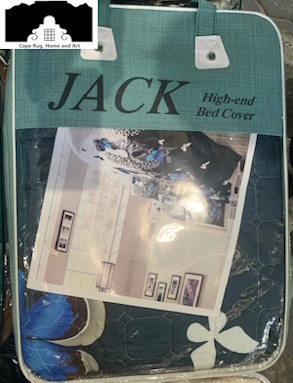 Cape Rug, Home and Art
JACK
High-end
Bed Cover